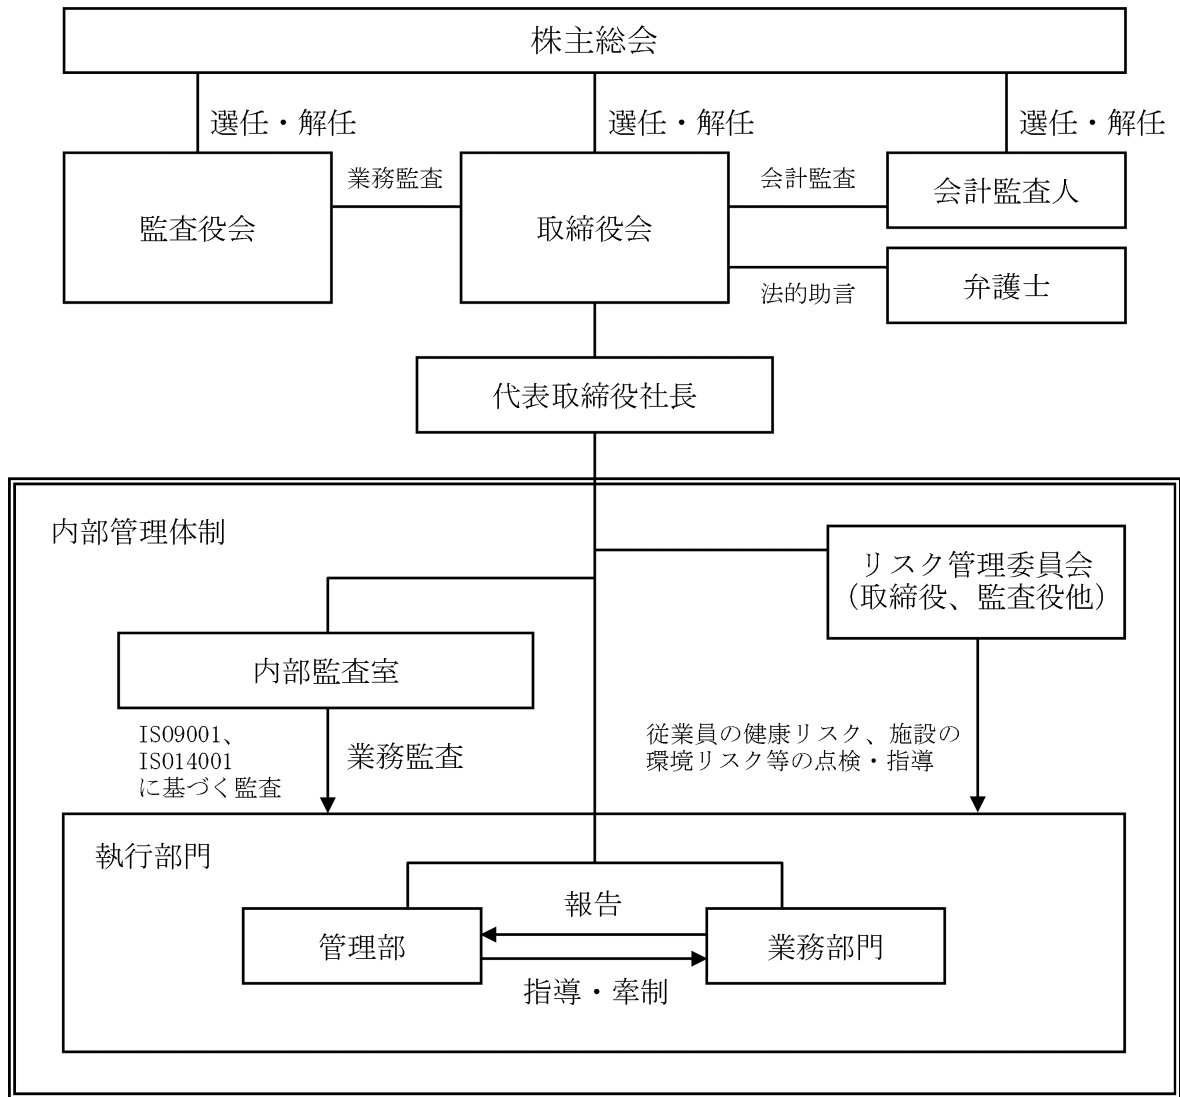 株主総会
選任・解任
選任・解任
選任・解任
監査役会
業務監査
取締役会
会計監査
会計監査人
法的助言
弁護士
代表取締役社長
内部管理体制
リスク管理委員会
（取締役、監査役他）
内部監査室
ISO9001、
ISO14001
に基づく監査
業務監査
従業員の健康リスク、施設の
環境リスク等の点検・指導
執行部門
報告
管理部
業務部門
指導・牽制